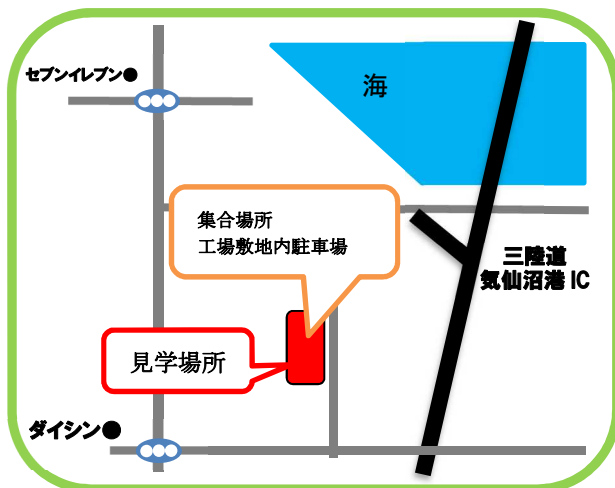 セブンイレブン●
海
集合場所
工場敷地内駐車場
三陸道
気仙沼港 IC
見学場所
ダイシン●